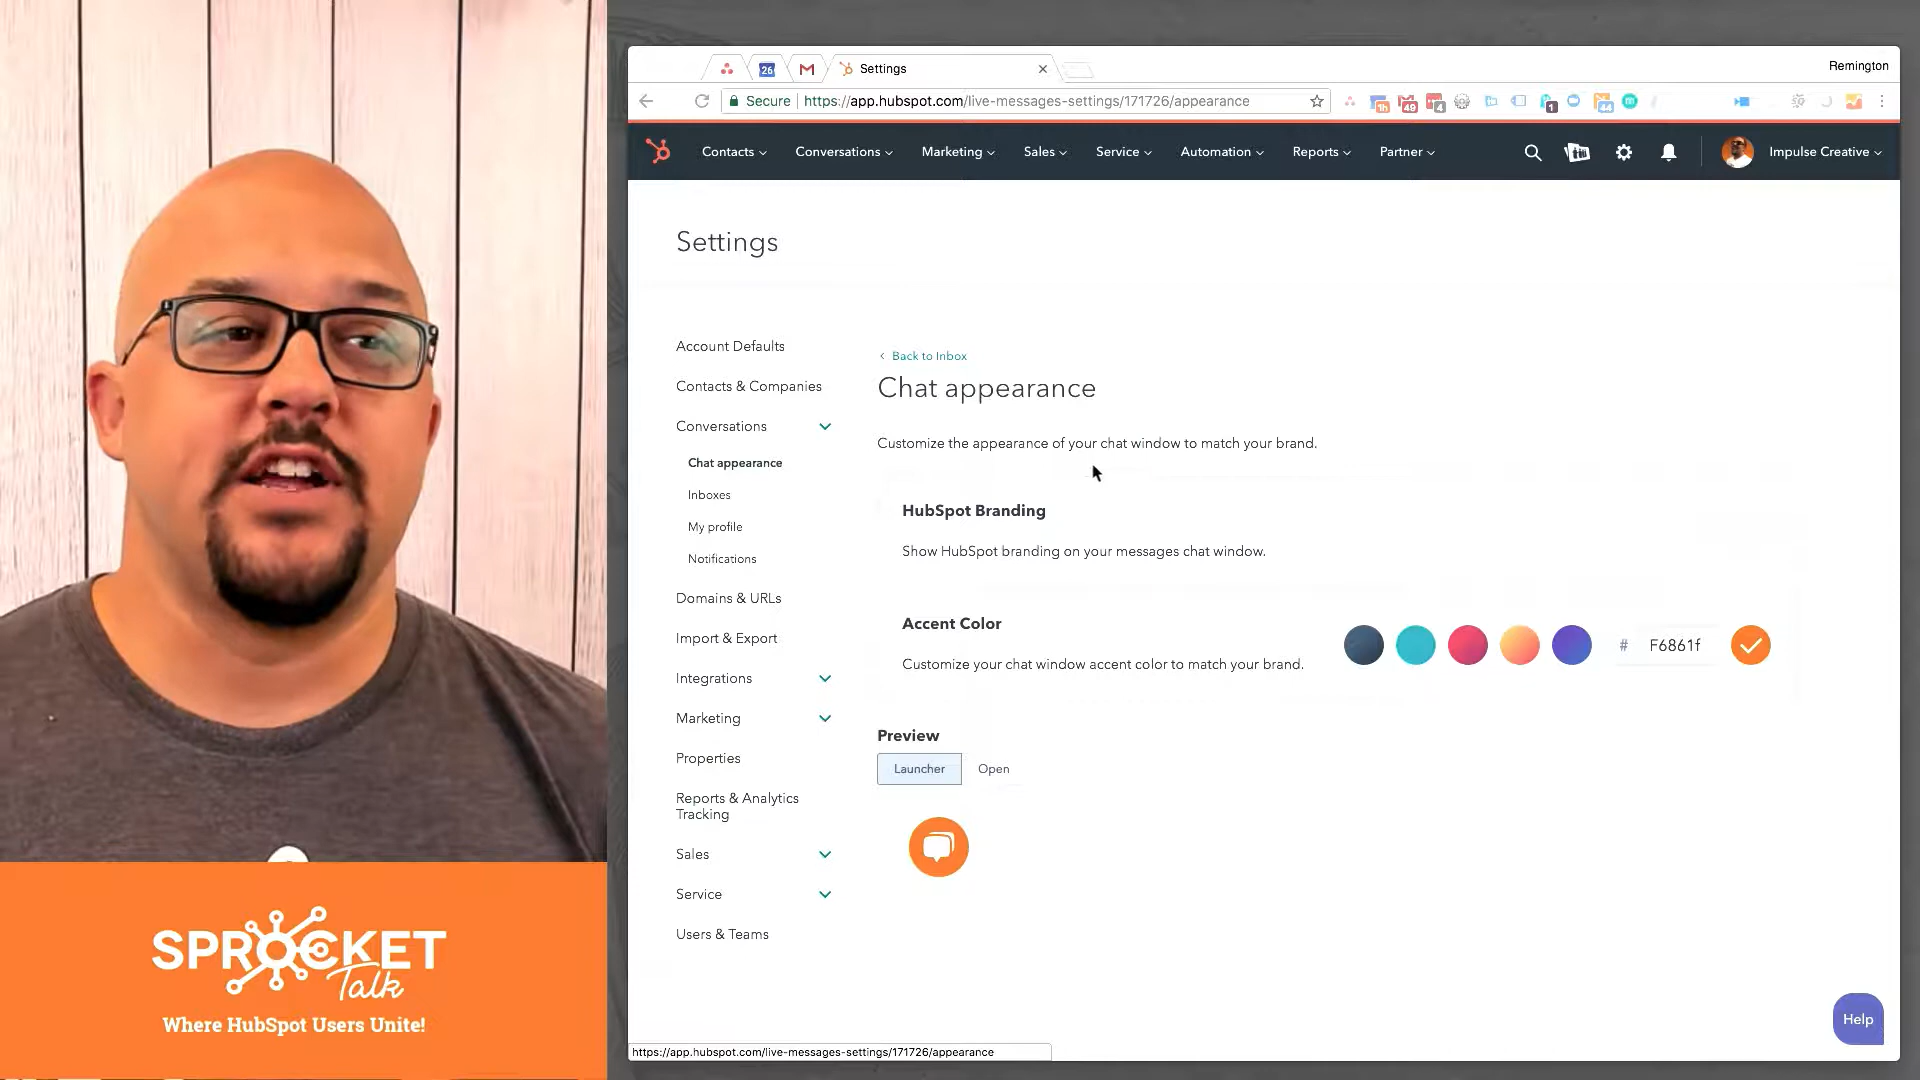 Settings
Remington
Secure https://app.hubspot.com/live-messages-settings/171726/appearance
Contacts Conversations Marketing Sales Service Automation Reports Partner Impulse Creative
Settings
Account Defaults
Contacts & Companies
Conversations
Chat appearance
Inboxes
My profile
Notifications
Domains & URLs
Import & Export
Integrations
Marketing
Properties
Reports & Analytics
Tracking
Sales
Service
Users & Teams
Back to Inbox
Chat appearance
Customize the appearance of your chat window to match your brand.
HubSpot Branding
Show HubSpot branding on your messages chat window.
Accent Color
Customize your chat window accent color to match your brand.
# F6861f
Preview
Launcher Open
Help
https://app.hubspot.com/live-messages-settings/171726/appearance
SPROCKET
Talk
Where HubSpot Users Unite!